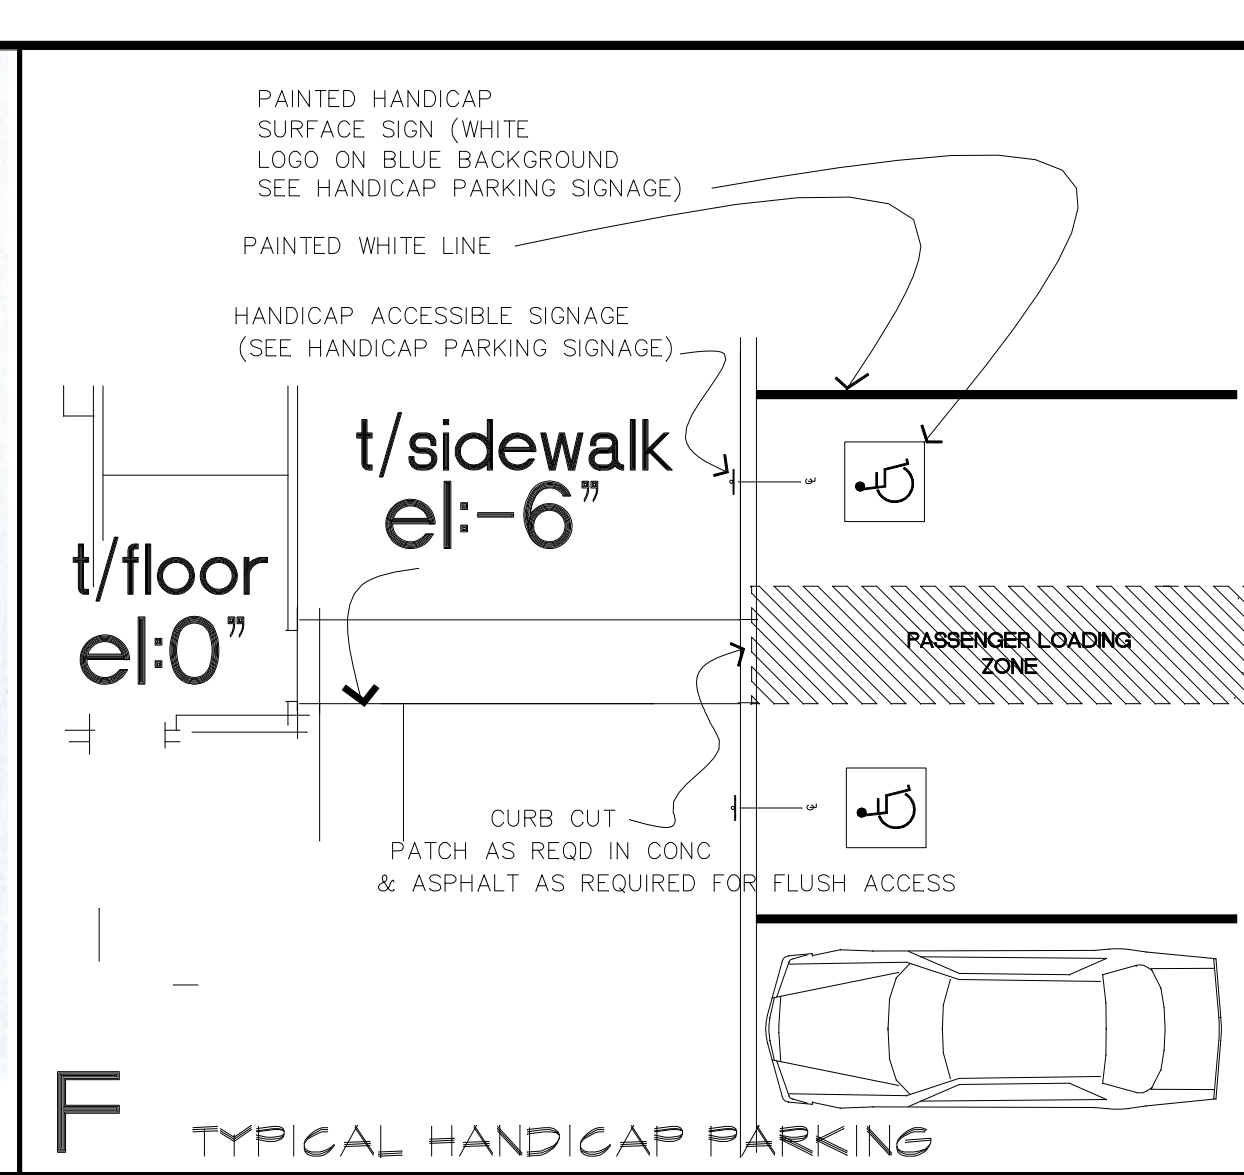 PAINTED HANDICAP
SURFACE SIGN (WHITE
LOGO ON BLUE BACKGROUND
SEE HANDICAP PARKING SIGNAGE)
PAINTED WHITE LINE
HANDICAP ACCESSIBLE SIGNAGE
(SEE HANDICAP PARKING SIGNAGE)
t/sidewalk
el:-6"
t/floor
el:0"
PASSENGER LOADING
ZONE
CURB CUT
PATCH AS REQD IN CONC
& ASPHALT AS REQUIRED FOR FLUSH ACCESS
F
TYPICAL HANDICAP PARKING